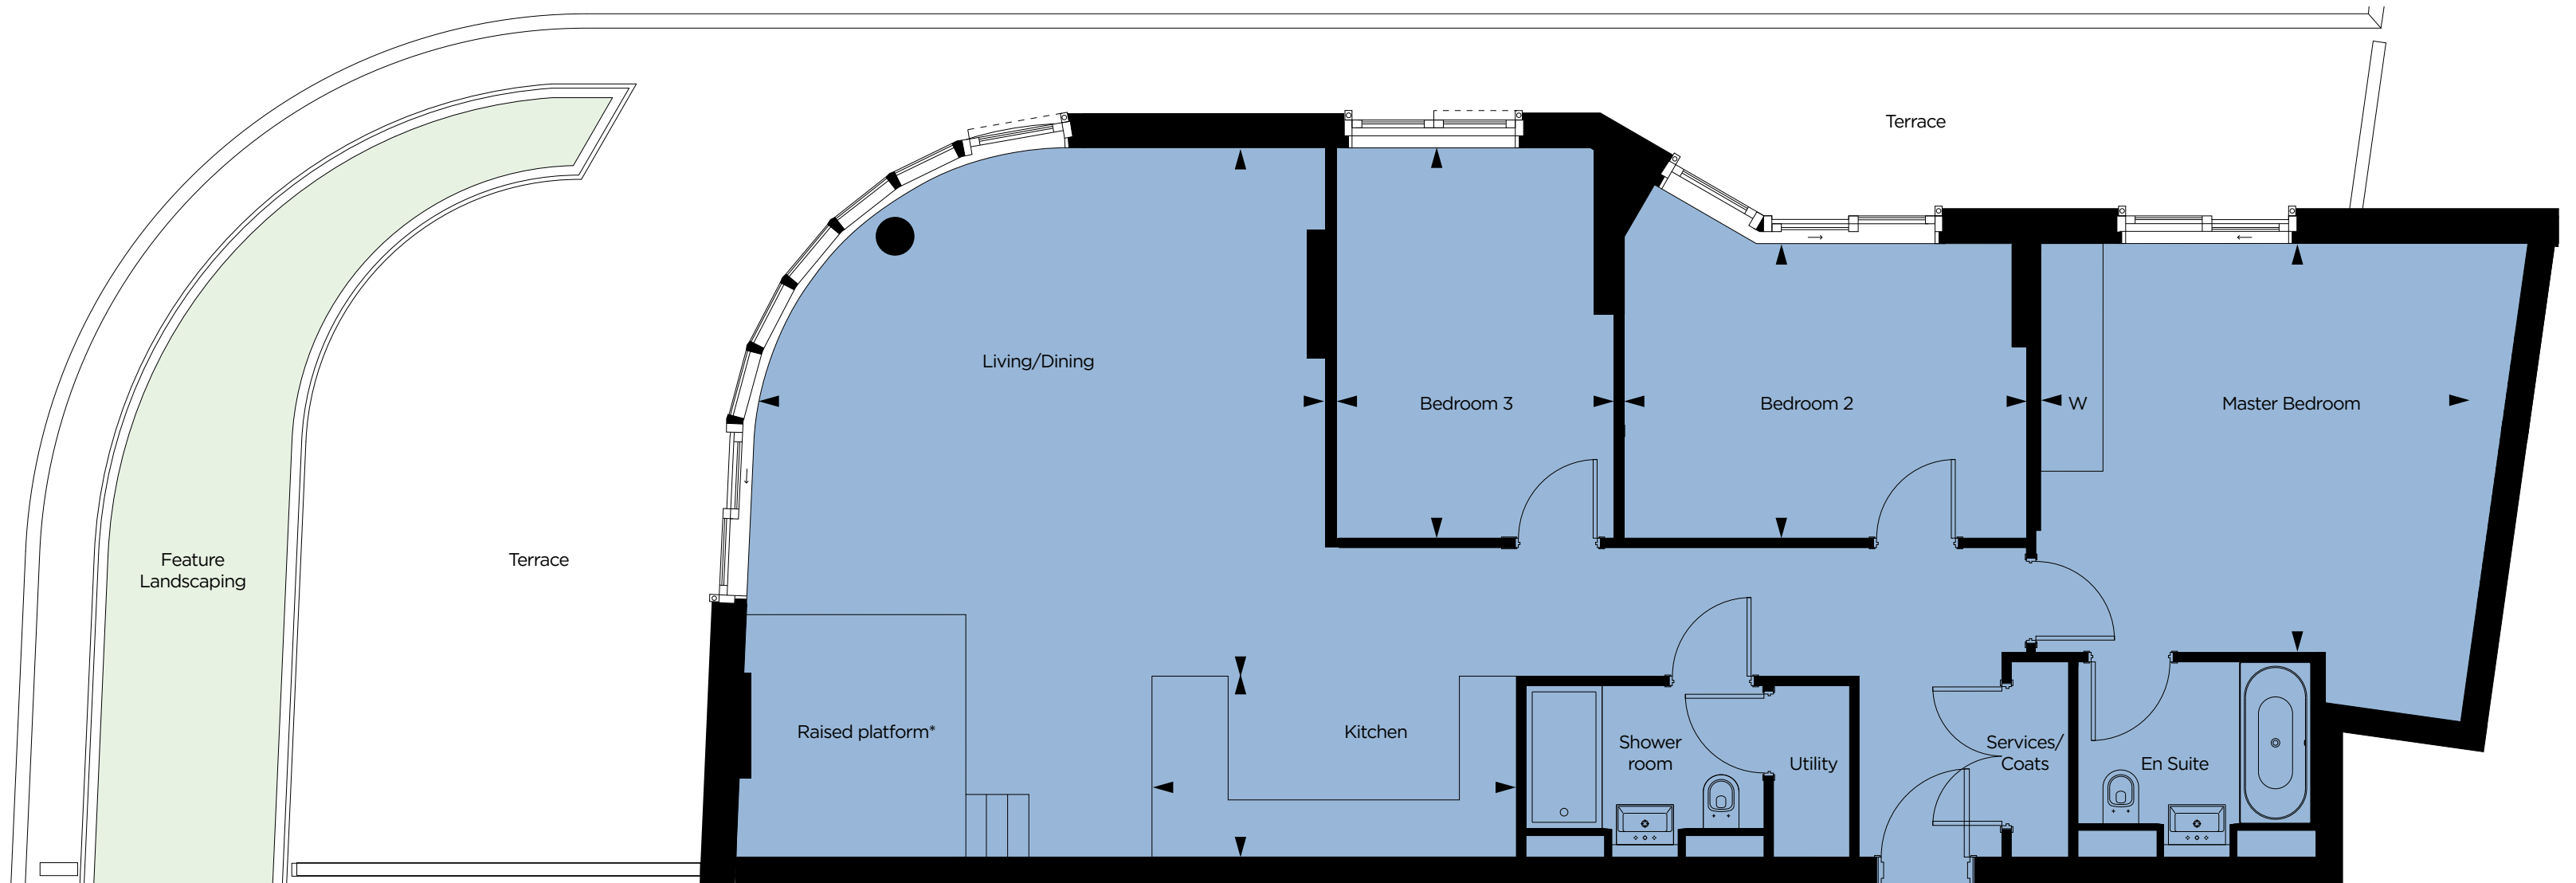 Terrace
Living/Dining
Bedroom 3
Bedroom 2
W
Master Bedroom
Feature
Landscaping
Terrace
Raised platform*
Kitchen
Shower
room
Utility
Services/
Coats
En Suite